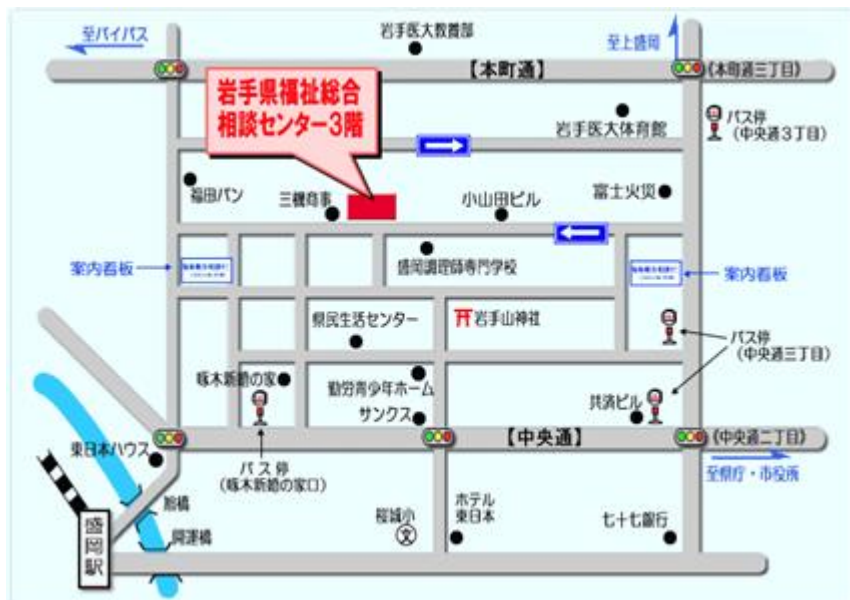 至バイパス
岩手医大教養部
至上盛岡
【本町通】
(本町通三丁目)
岩手県福祉総合
相談センター3階
岩手医大体育館
バス停
(中央通3丁目)
福田パン
三機商事
小山田ビル
富士火災
盛岡調理師専門学校
案内看板
案内看板
県民生活センター
岩手山神社
バス停
(中央通三丁目)
啄木新婚の家
勤労青少年ホーム
サンクス
共済ビル
東日本ハウス
【中央通】
(中央通二丁目)
バス停
(啄木新婚の家口)
至県庁・市役所
旭橋
開運橋
盛岡駅
桜誠小
文
ホテル
東日本
七十七銀行